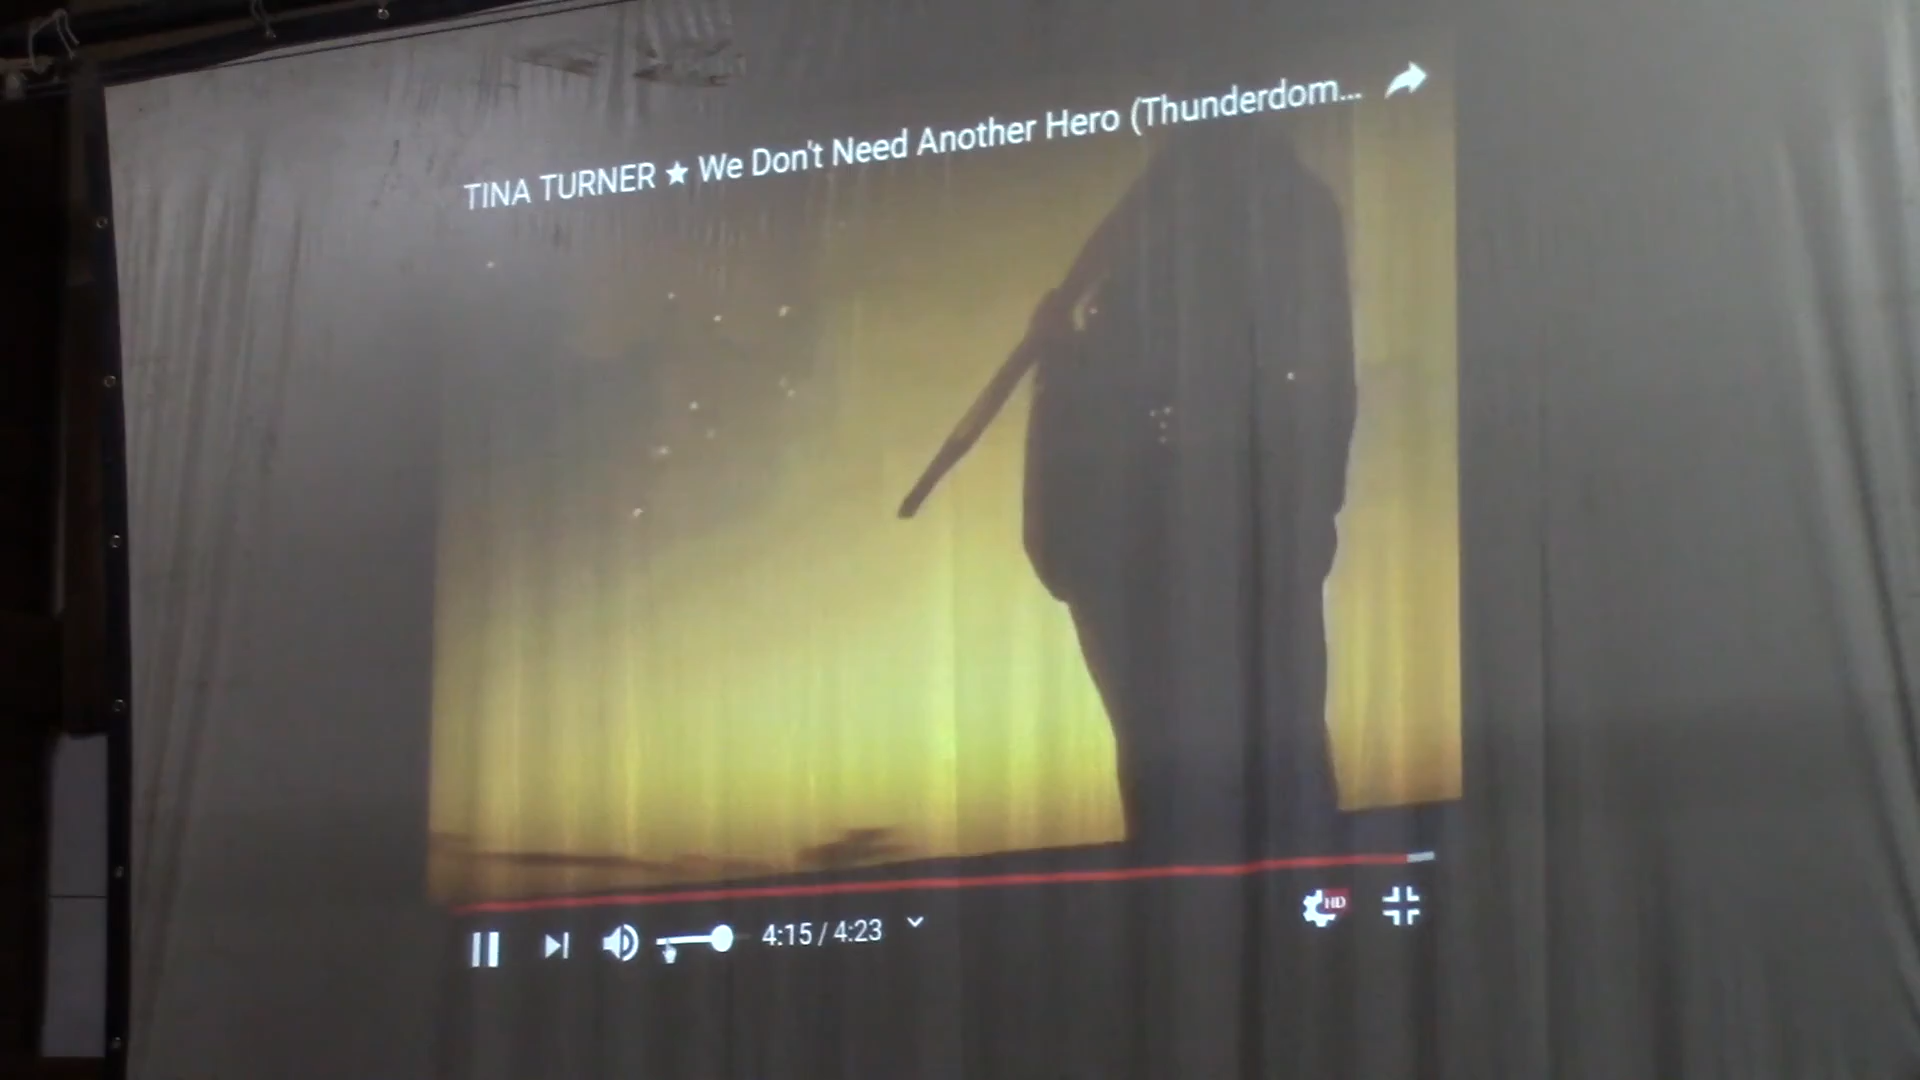 TINA TURNER ★ We Don't Need Another Hero (Thunderdom...
HD
4:15 / 4:23